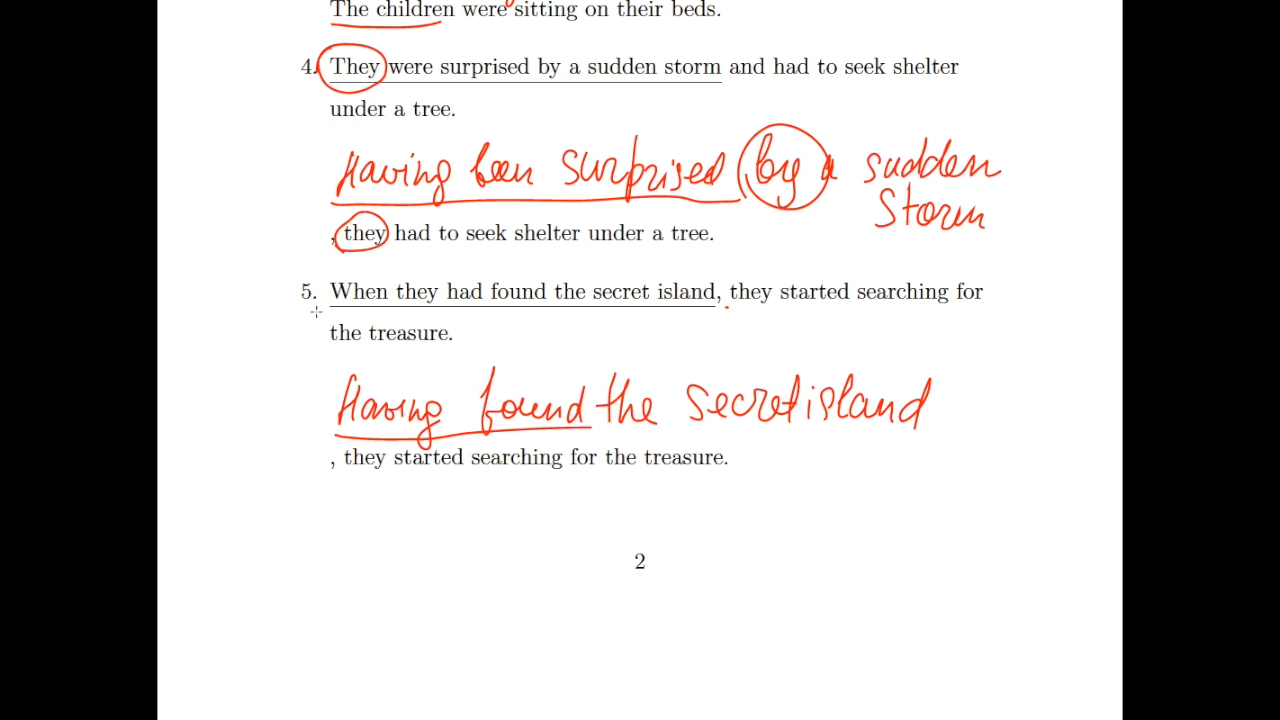 The children were sitting on their beds.
4. They were surprised by a sudden storm and had to seek shelter
under a tree.
Having been surprised by a sudden
storm
, they had to seek shelter under a tree.
5. When they had found the secret island, they started searching for
the treasure.
Having found the secret island
, they started searching for the treasure.
2